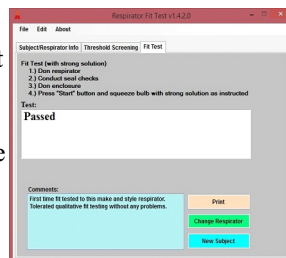 Respirator Fit Test v1.4.2.0
File Edit About
Subject/Respirator Info Threshold Screening Fit Test
Fit Test (with strong solution)
1.) Don respirator
2.) Conduct seal checks
3.) Don enclosure
4.) Press "Start" button and squeeze bulb with strong solution as instructed
Test:
Passed
Comments:
First time fit tested to this make and style respirator.
Tolerated qualitative fit testing without any problems.
Print
Change Respirator
New Subject